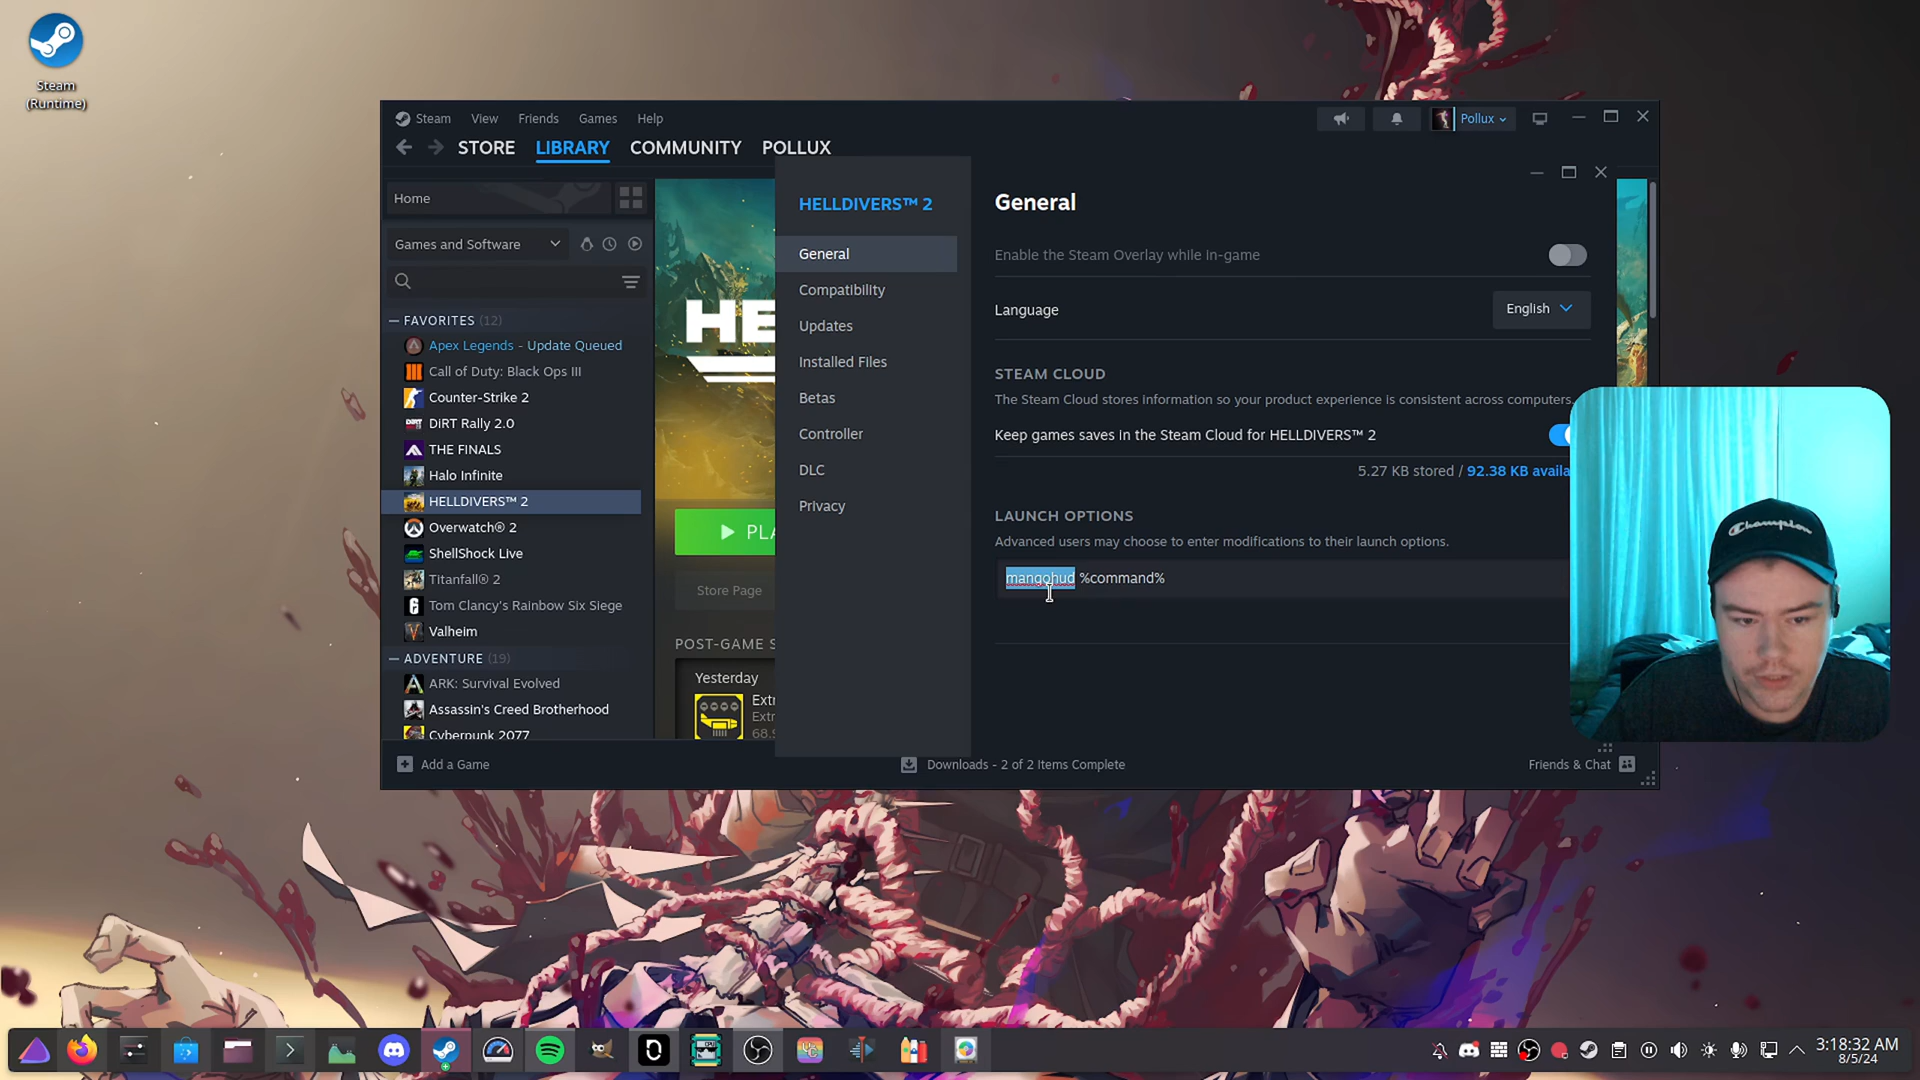 Steam
(Runtime)
Steam View Friends Games Help
Pollux
STORE LIBRARY COMMUNITY POLLUX
Home
Games and Software
FAVORITES (12)
Apex Legends - Update Queued
Call of Duty: Black Ops III
Counter-Strike 2
DiRT Rally 2.0
THE FINALS
Halo Infinite
HELLDIVERS™ 2
Overwatch® 2
ShellShock Live
Titanfall® 2
Tom Clancy's Rainbow Six Siege
Valheim
ADVENTURE (19)
ARK: Survival Evolved
Assassin's Creed Brotherhood
Cyberpunk 2077
HE
PLA
Store Page
POST-GAME S
Yesterday
Ext
Extr
68.
HELLDIVERS™ 2
General
Compatibility
Updates
Installed Files
Betas
Controller
DLC
Privacy
General
Enable the Steam Overlay while in-game
Language
English
STEAM CLOUD
The Steam Cloud stores information so your product experience is consistent across computers.
Keep games saves in the Steam Cloud for HELLDIVERS™ 2
5.27 KB stored / 92.38 KB availa
LAUNCH OPTIONS
Advanced users may choose to enter modifications to their launch options.
mangohud %command%
Champion
Add a Game
Downloads - 2 of 2 Items Complete
Friends & Chat
3:18:32 AM
8/5/24